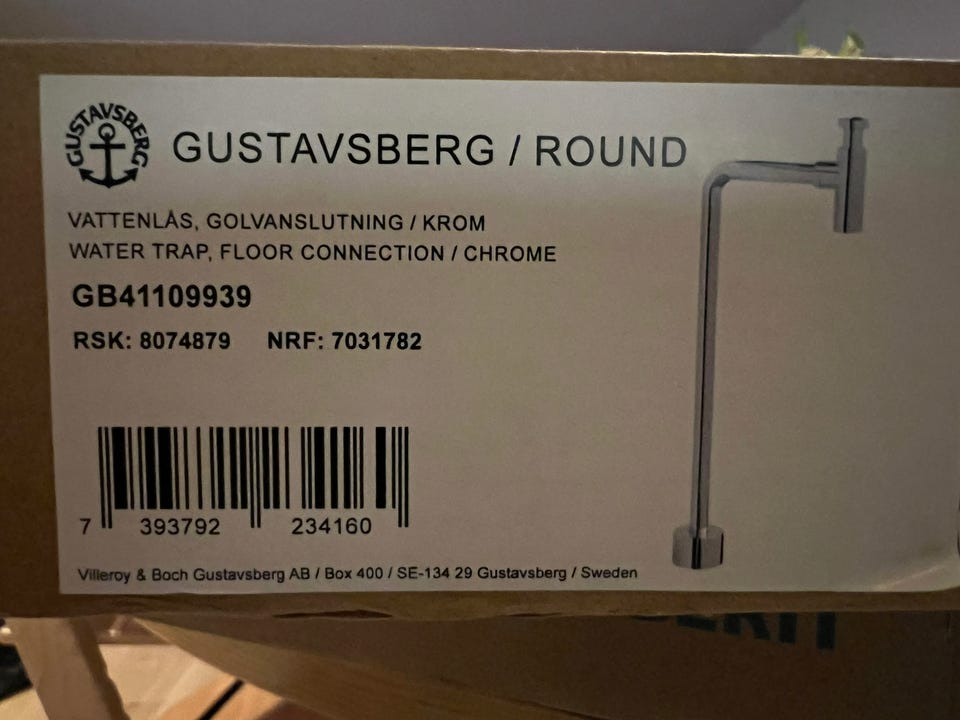 GUSTAVSBERG
GUSTAVSBERG / ROUND
VATTENLÅS, GOLVANSLUTNING / KROM
WATER TRAP, FLOOR CONNECTION / CHROME
GB41109939
RSK: 8074879 NRF: 7031782
7 393792 234160
Villeroy & Boch Gustavsberg AB / Box 400 / SE-134 29 Gustavsberg / Sweden